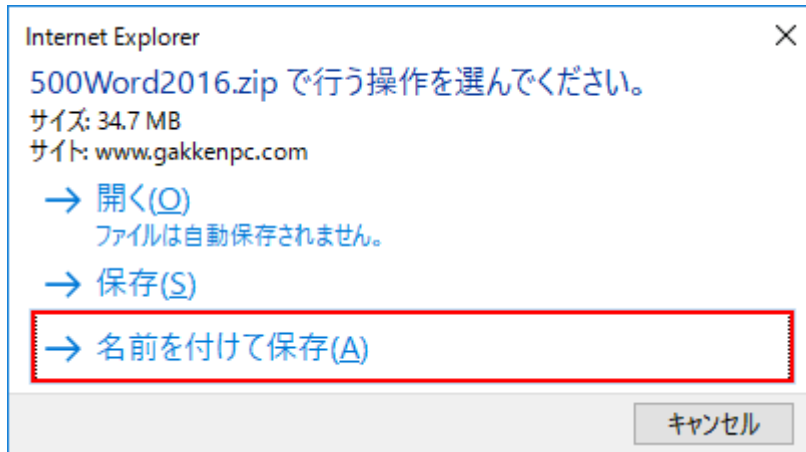 Internet Explorer
500Word2016.zip で行う操作を選んでください。
サイズ: 34.7 MB
サイト: www.gakkenpc.com
→ 開く(O)
ファイルは自動保存されません。
→ 保存(S)
→ 名前を付けて保存(A)
キャンセル